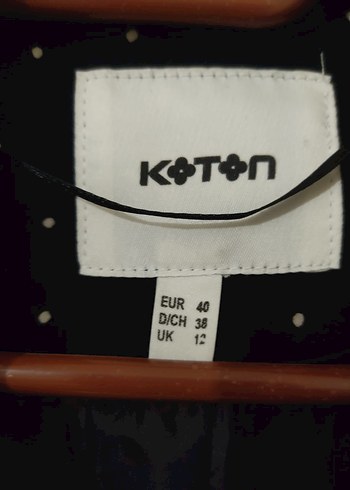 KOTON
EUR 40
D/CH 38
UK 12